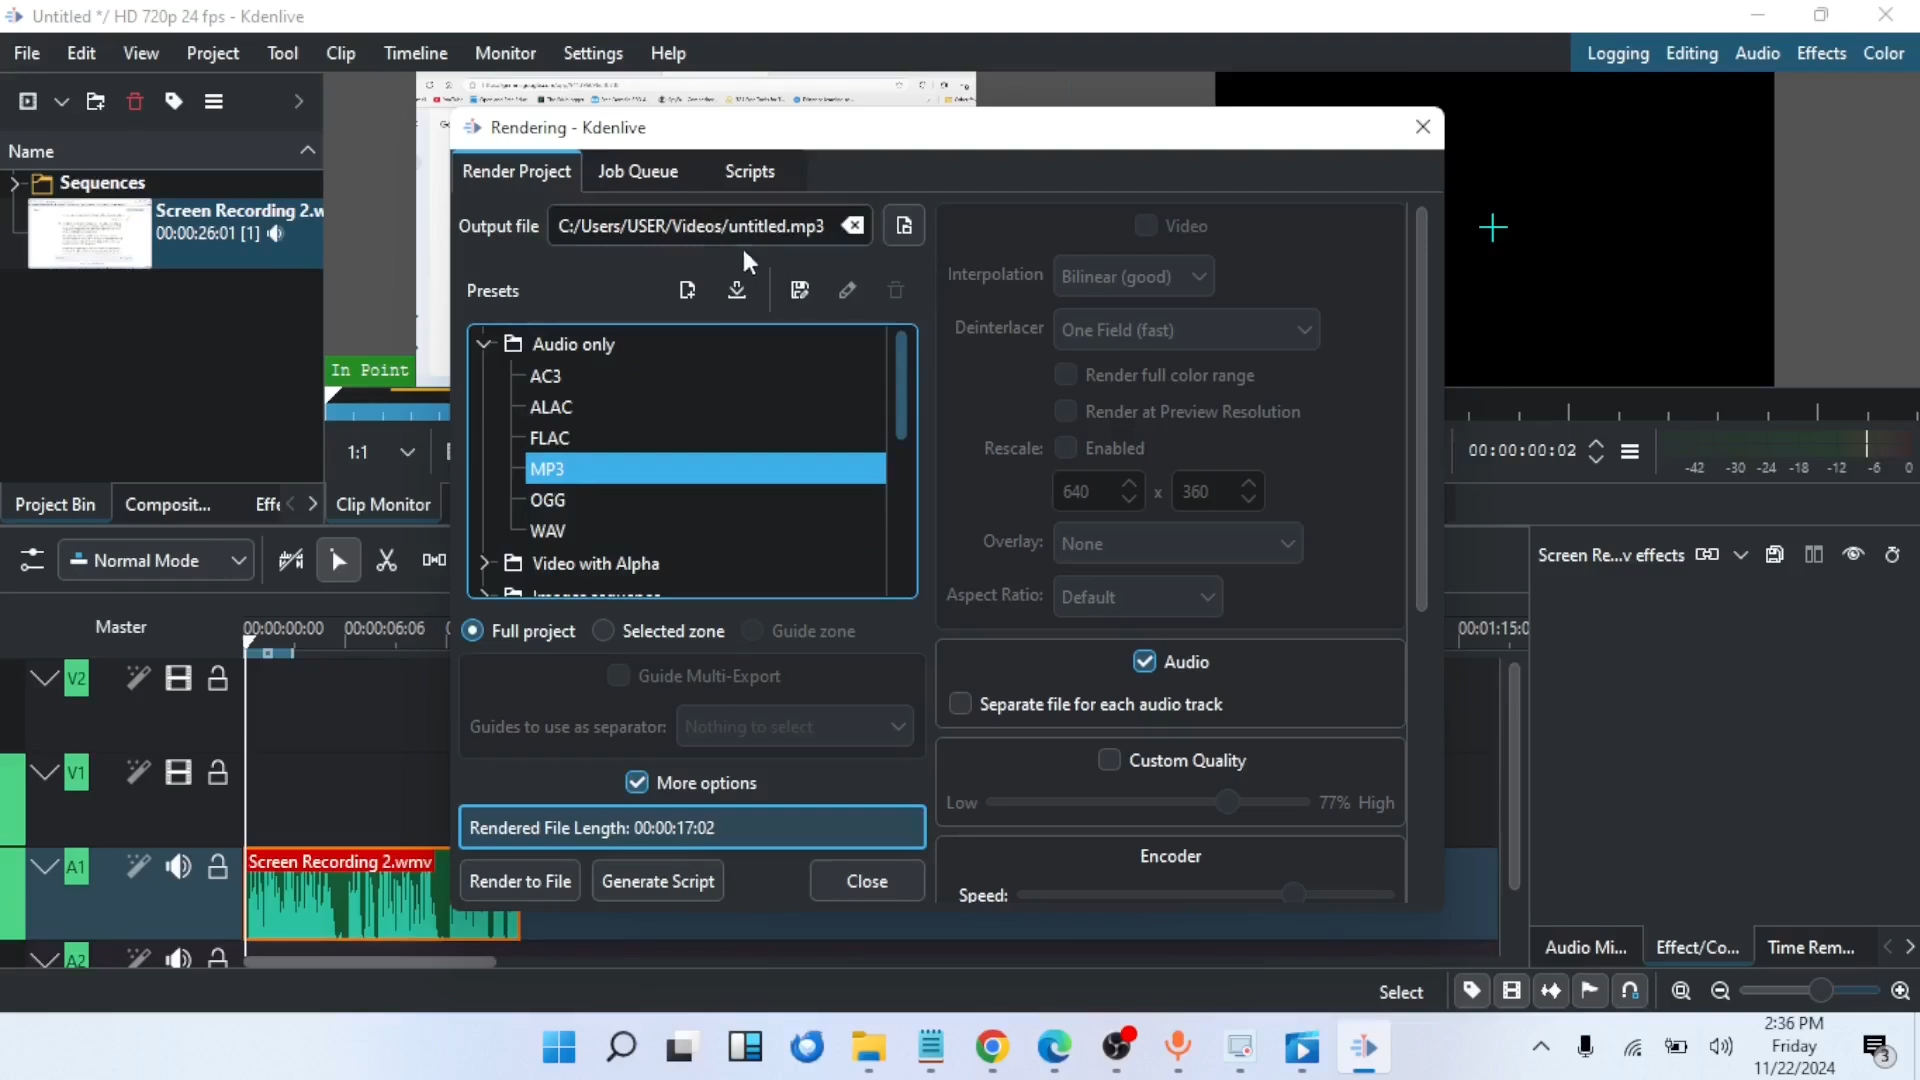 Untitled */ HD 720p 24 fps - Kdenlive
File Edit View Project Tool Clip Timeline Monitor Settings Help
Logging Editing Audio Effects Color
Name
Sequences
Screen Recording 2.w
00:00:26:01 [1]
In Point
1:1
Project Bin Composit... Effe
Clip Monitor
Rendering - Kdenlive
Render Project Job Queue Scripts
Output file C:/Users/USER/Videos/untitled.mp3
Presets
Audio only
AC3
ALAC
FLAC
MP3
OGG
WAV
Video with Alpha
Full project Selected zone Guide zone
Guide Multi-Export
Guides to use as separator: Nothing to select
More options
Rendered File Length: 00:00:17:02
Render to File Generate Script Close
Video
Interpolation Bilinear (good)
Deinterlacer One Field (fast)
Render full color range
Render at Preview Resolution
Rescale: Enabled
640 x 360
Overlay: None
Aspect Ratio: Default
Audio
Separate file for each audio track
Custom Quality
Low 77% High
Encoder
Speed:
00:00:00:02
-42 -30 -24 -18 -12 -6 0
Normal Mode
Master
00:00:00:00 00:00:06:06
00:01:15:0
V2
V1
A1
Screen Recording 2.wmv
A2
Screen Re...v effects
Audio Mi... Effect/Co... Time Rem...
Select
2:36 PM
Friday
11/22/2024
3